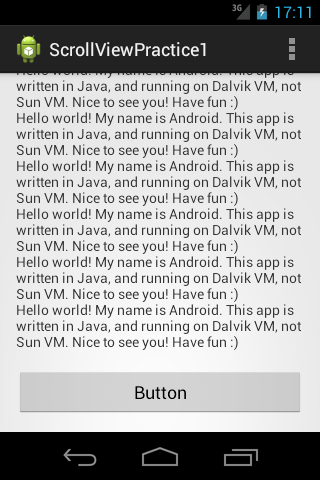 3G 17:11
ScrollViewPractice1
Hello world! My name is Android. This app is
written in Java, and running on Dalvik VM, not
Sun VM. Nice to see you! Have fun :)
Hello world! My name is Android. This app is
written in Java, and running on Dalvik VM, not
Sun VM. Nice to see you! Have fun :)
Hello world! My name is Android. This app is
written in Java, and running on Dalvik VM, not
Sun VM. Nice to see you! Have fun :)
Hello world! My name is Android. This app is
written in Java, and running on Dalvik VM, not
Sun VM. Nice to see you! Have fun :)
Hello world! My name is Android. This app is
written in Java, and running on Dalvik VM, not
Sun VM. Nice to see you! Have fun :)
Hello world! My name is Android. This app is
written in Java, and running on Dalvik VM, not
Sun VM. Nice to see you! Have fun :)
Button